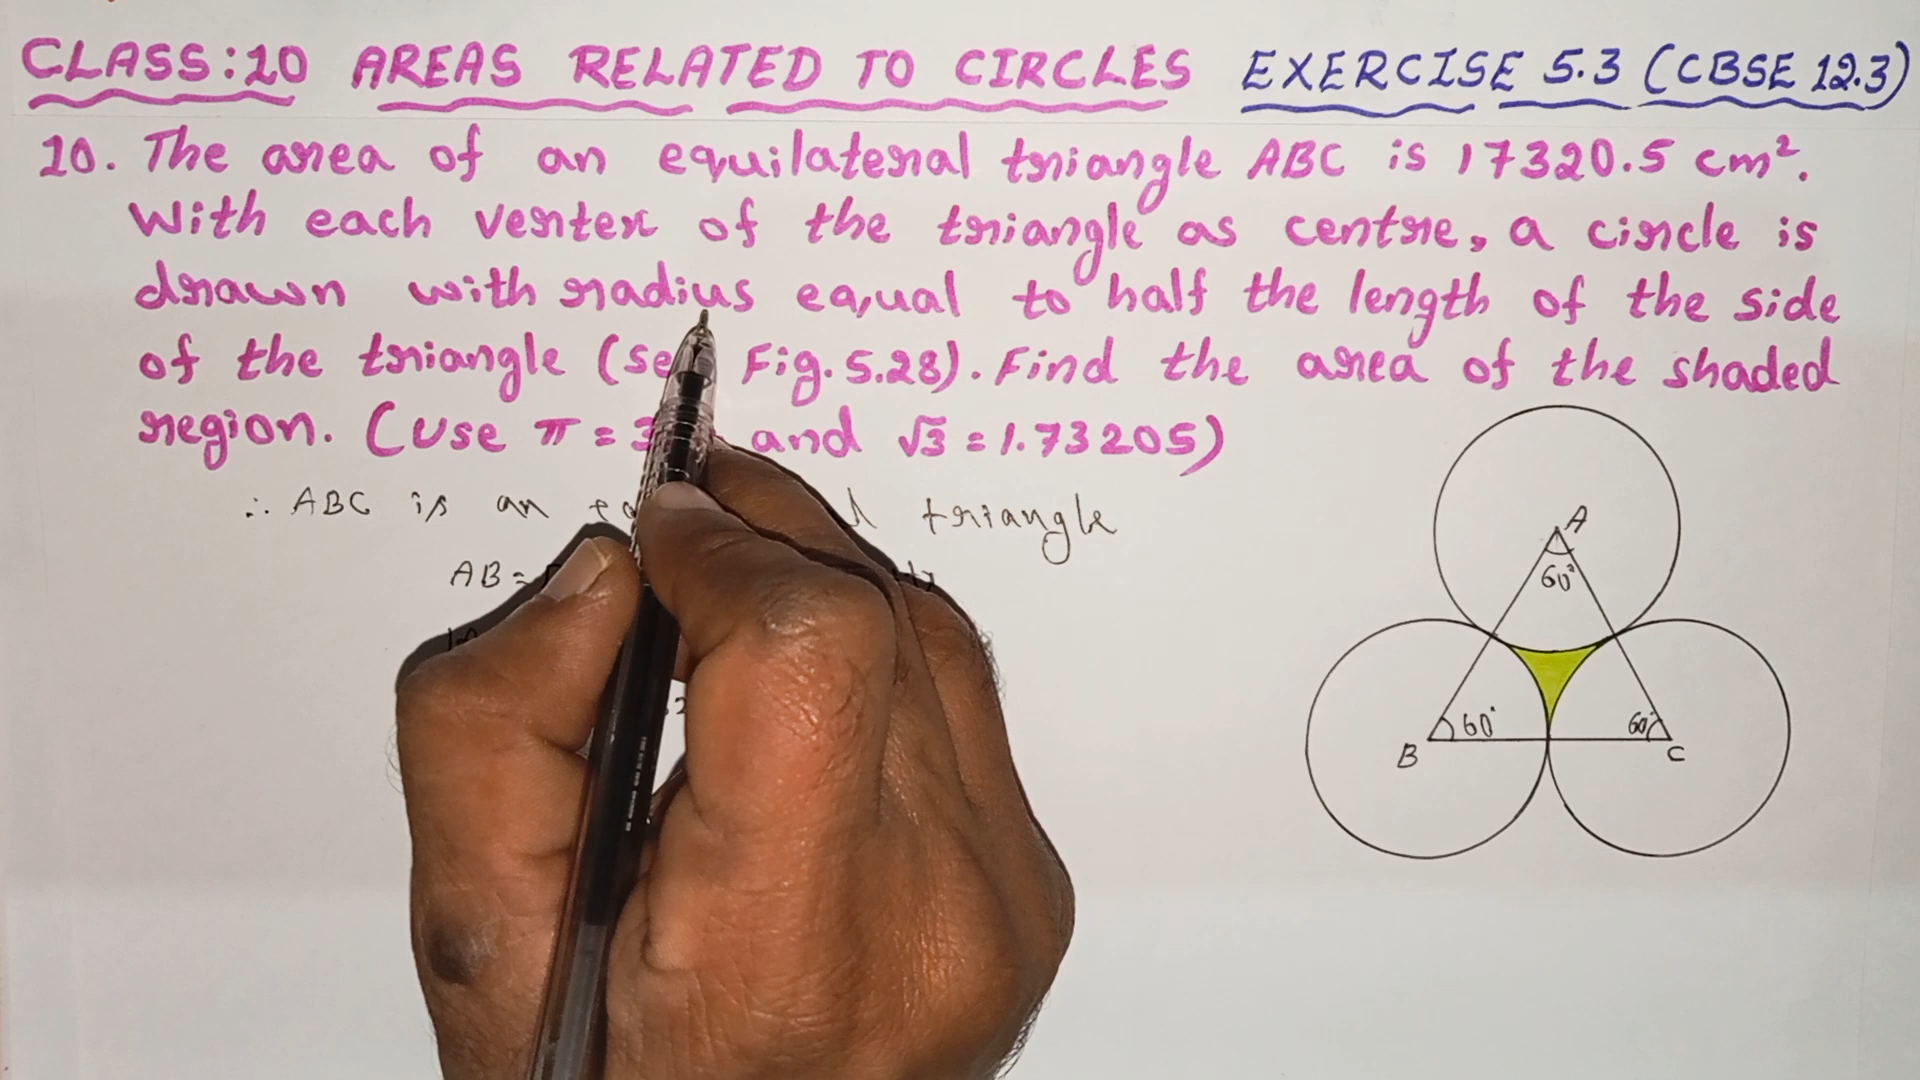 CLASS:10 AREAS RELATED TO CIRCLES EXERCISE 5.3 (CBSE 12.3)
10. The area of an equilateral triangle ABC is 17320.5 cm².
With each vertex of the triangle as centre, a circle is
drawn with radius equal to half the length of the side
of the triangle (se Fig. 5.28). Find the area of the shaded
region. (Use π = 3 and √3 = 1.73205)
∴ ABC is an triangle
AB =
A
60°
B 60° 60° C